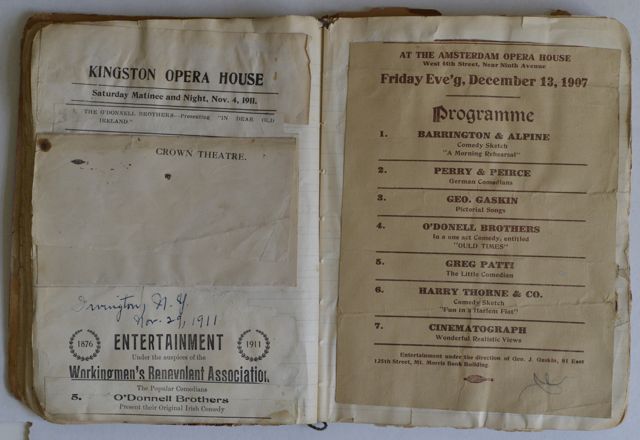 KINGSTON OPERA HOUSE
Saturday Matinee and Night, Nov. 4, 1911.
1. THE O'DONNELL BROTHERS—Presenting "IN DEAR OLD
IRELAND."
CROWN THEATRE.
Irvington, N.Y.
Nov. 29, 1911
1876 ENTERTAINMENT 1911
Under the auspices of the
Workingmen's Benevolent Association
The Popular Comedians
5. O'Donnell Brothers
Present their Original Irish Comedy
AT THE AMSTERDAM OPERA HOUSE
West 44th Street, Near Ninth Avenue
Friday Eve'g, December 13, 1907
Programme
1. BARRINGTON & ALPINE
Comedy Sketch
"A Morning Rehearsal"
2. PERRY & PEIRCE
German Comedians
3. GEO. GASKIN
Pictorial Songs
4. O'DONELL BROTHERS
In a one act Comedy, entitled
"OULD TIMES"
5. GREG PATTI
The Little Comedian
6. HARRY THORNE & CO.
Comedy Sketch
"Fun in a Harlem Flat"
7. CINEMATOGRAPH
Wonderful Realistic Views
Entertainment under the direction of Geo. J. Gaskin, 81 East
125th Street, Mt. Morris Bank Building